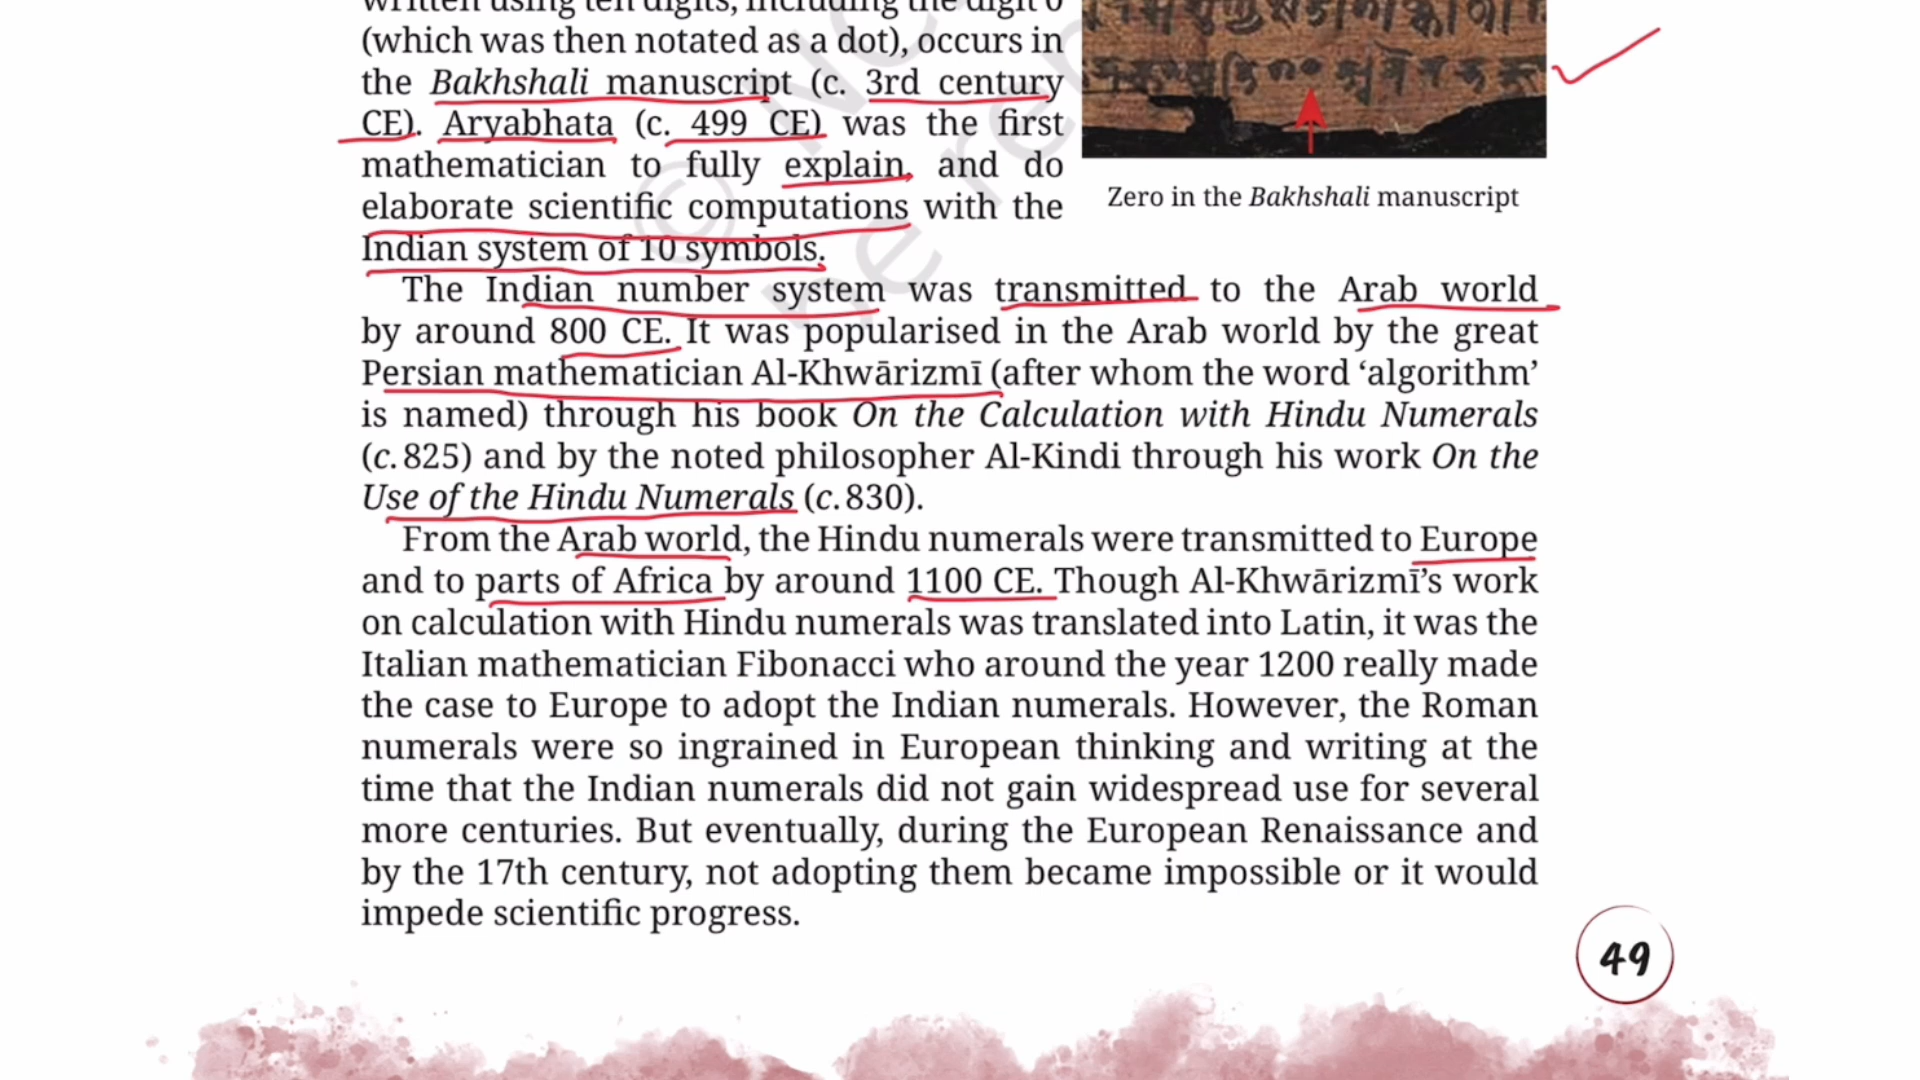 written using ten digits, including the digit 0
(which was then notated as a dot), occurs in
the Bakhshali manuscript (c. 3rd century
CE). Aryabhata (c. 499 CE) was the first
mathematician to fully explain, and do
elaborate scientific computations with the
Indian system of 10 symbols.
Zero in the Bakhshali manuscript
The Indian number system was transmitted to the Arab world
by around 800 CE. It was popularised in the Arab world by the great
Persian mathematician Al-Khwārizmī (after whom the word ‘algorithm’
is named) through his book On the Calculation with Hindu Numerals
(c. 825) and by the noted philosopher Al-Kindi through his work On the
Use of the Hindu Numerals (c. 830).
From the Arab world, the Hindu numerals were transmitted to Europe
and to parts of Africa by around 1100 CE. Though Al-Khwārizmī’s work
on calculation with Hindu numerals was translated into Latin, it was the
Italian mathematician Fibonacci who around the year 1200 really made
the case to Europe to adopt the Indian numerals. However, the Roman
numerals were so ingrained in European thinking and writing at the
time that the Indian numerals did not gain widespread use for several
more centuries. But eventually, during the European Renaissance and
by the 17th century, not adopting them became impossible or it would
impede scientific progress.
49